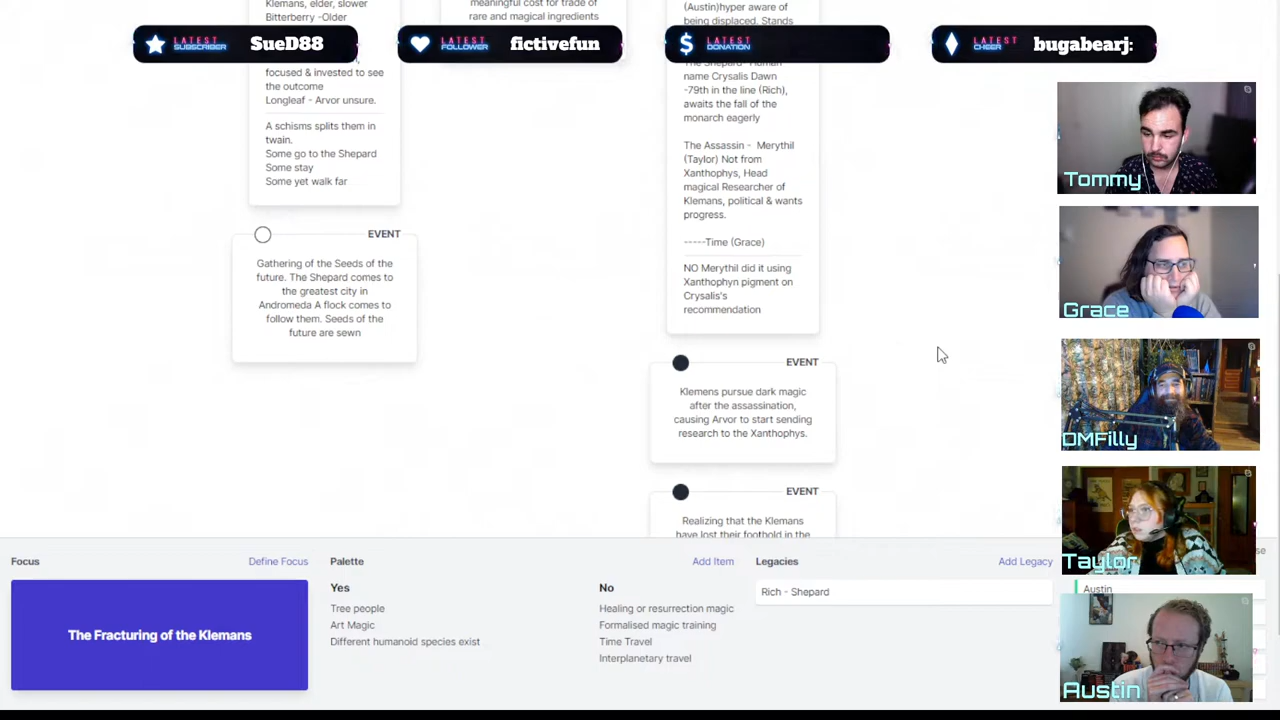 Klemans, elder, slower
Bitterberry -Older
focused & invested to see
the outcome
Longleaf - Arvor unsure.
A schisms splits them in
twain.
Some go to the Shepard
Some stay
Some yet walk far
EVENT
Gathering of the Seeds of the
future. The Shepard comes to
the greatest city in
Andromeda A flock comes to
follow them. Seeds of the
future are sewn
meaningful cost for trade of
rare and magical ingredients
(Austin)hyper aware of
being displaced. Stands
The Shepard- Human
name Crysalis Dawn
-79th in the line (Rich),
awaits the fall of the
monarch eagerly
The Assassin - Merythil
(Taylor) Not from
Xanthophys, Head
magical Researcher of
Klemans, political & wants
progress.
-----Time (Grace)
NO Merythil did it using
Xanthophyn pigment on
Crysalis's
recommendation
EVENT
Klemens pursue dark magic
after the assassination,
causing Arvor to start sending
research to the Xanthophys.
EVENT
Realizing that the Klemans
have lost their foothold in the
LATEST
SUBSCRIBER
SueD88
LATEST
FOLLOWER
fictivefun
$
LATEST
DONATION
LATEST
CHEER
bugabearj:
Tommy
Grace
DMFilly
Taylor
Austin
Focus
Define Focus
The Fracturing of the Klemans
Palette
Add Item
Yes
Tree people
Art Magic
Different humanoid species exist
No
Healing or resurrection magic
Formalised magic training
Time Travel
Interplanetary travel
Legacies
Add Legacy
Rich - Shepard
Austin